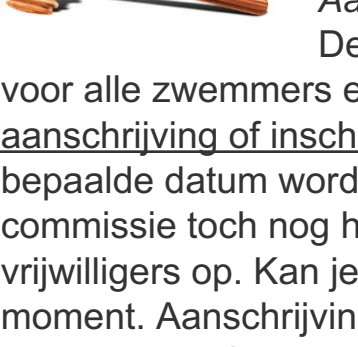 Aa
De
voor alle zwemmers e
aanschrijving of insch
bepaalde datum word
commissie toch nog h
vrijwilligers op. Kan je
moment. Aanschrijvin